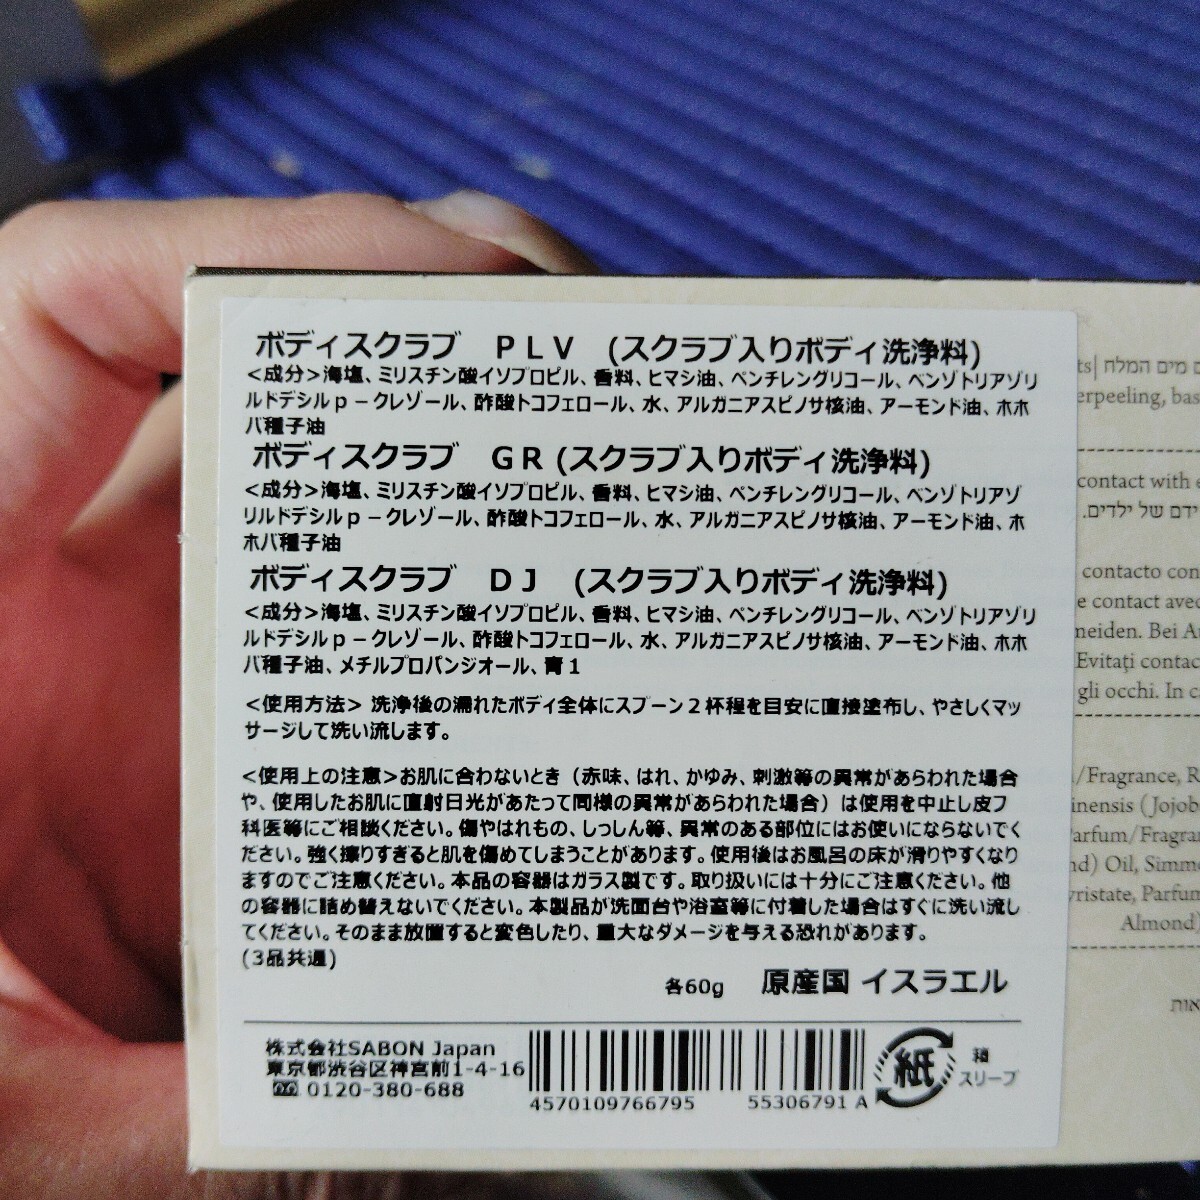 ボディスクラブ　PLV　(スクラブ入りボディ洗浄料)
<成分>海塩、ミリスチン酸イソプロピル、香料、ヒマシ油、ペンチレングリコール、ベンゾトリアゾリ
ルドデシルp－クレゾール、酢酸トコフェロール、水、アルガニアスピノサ核油、アーモンド油、ホホ
バ種子油
ボディスクラブ　GR (スクラブ入りボディ洗浄料)
<成分>海塩、ミリスチン酸イソプロピル、香料、ヒマシ油、ペンチレングリコール、ベンゾトリアゾ
リルドデシルp－クレゾール、酢酸トコフェロール、水、アルガニアスピノサ核油、アーモンド油、ホ
ホバ種子油
ボディスクラブ　DJ　(スクラブ入りボディ洗浄料)
<成分>海塩、ミリスチン酸イソプロピル、香料、ヒマシ油、ペンチレングリコール、ベンゾトリアゾリ
ルドデシルp－クレゾール、酢酸トコフェロール、水、アルガニアスピノサ核油、アーモンド油、ホホ
バ種子油、メチルプロパンジオール、青1
<使用方法> 洗浄後の濡れたボディ全体にスプーン2杯程を目安に直接塗布し、やさしくマッ
サージして洗い流します。
<使用上の注意>お肌に合わないとき（赤味、はれ、かゆみ、刺激等の異常があらわれた場合
や、使用したお肌に直射日光があたって同様の異常があらわれた場合）は使用を中止し皮フ
科医等にご相談ください。傷やはれもの、しっしん等、異常のある部位にはお使いにならないでく
ださい。強く擦りすぎると肌を傷めてしまうことがあります。使用後はお風呂の床が滑りやすくなり
ますのでご注意ください。本品の容器はガラス製です。取り扱いには十分にご注意ください。他
の容器に詰め替えないでください。本製品が洗面台や浴室等に付着した場合はすぐに洗い流し
てください。そのまま放置すると変色したり、重大なダメージを与える恐れがあります。
(3品共通)
各60g　原産国 イスラエル
株式会社SABON Japan
東京都渋谷区神宮前1-4-16
0120-380-688
4570109766795　55306791 A
紙
箱
スリーブ
ים מים המלח |ts
erpeeling, bas
contact with e
ידם של ילדים.
contacto con
e contact avec
neiden. Bei
Evitați contac
gli occhi. In c
/Fragrance, R
inensis (Jojob
Parfum/Fragra
nd) Oil, Simmo
yristate, Parfum
Almond)